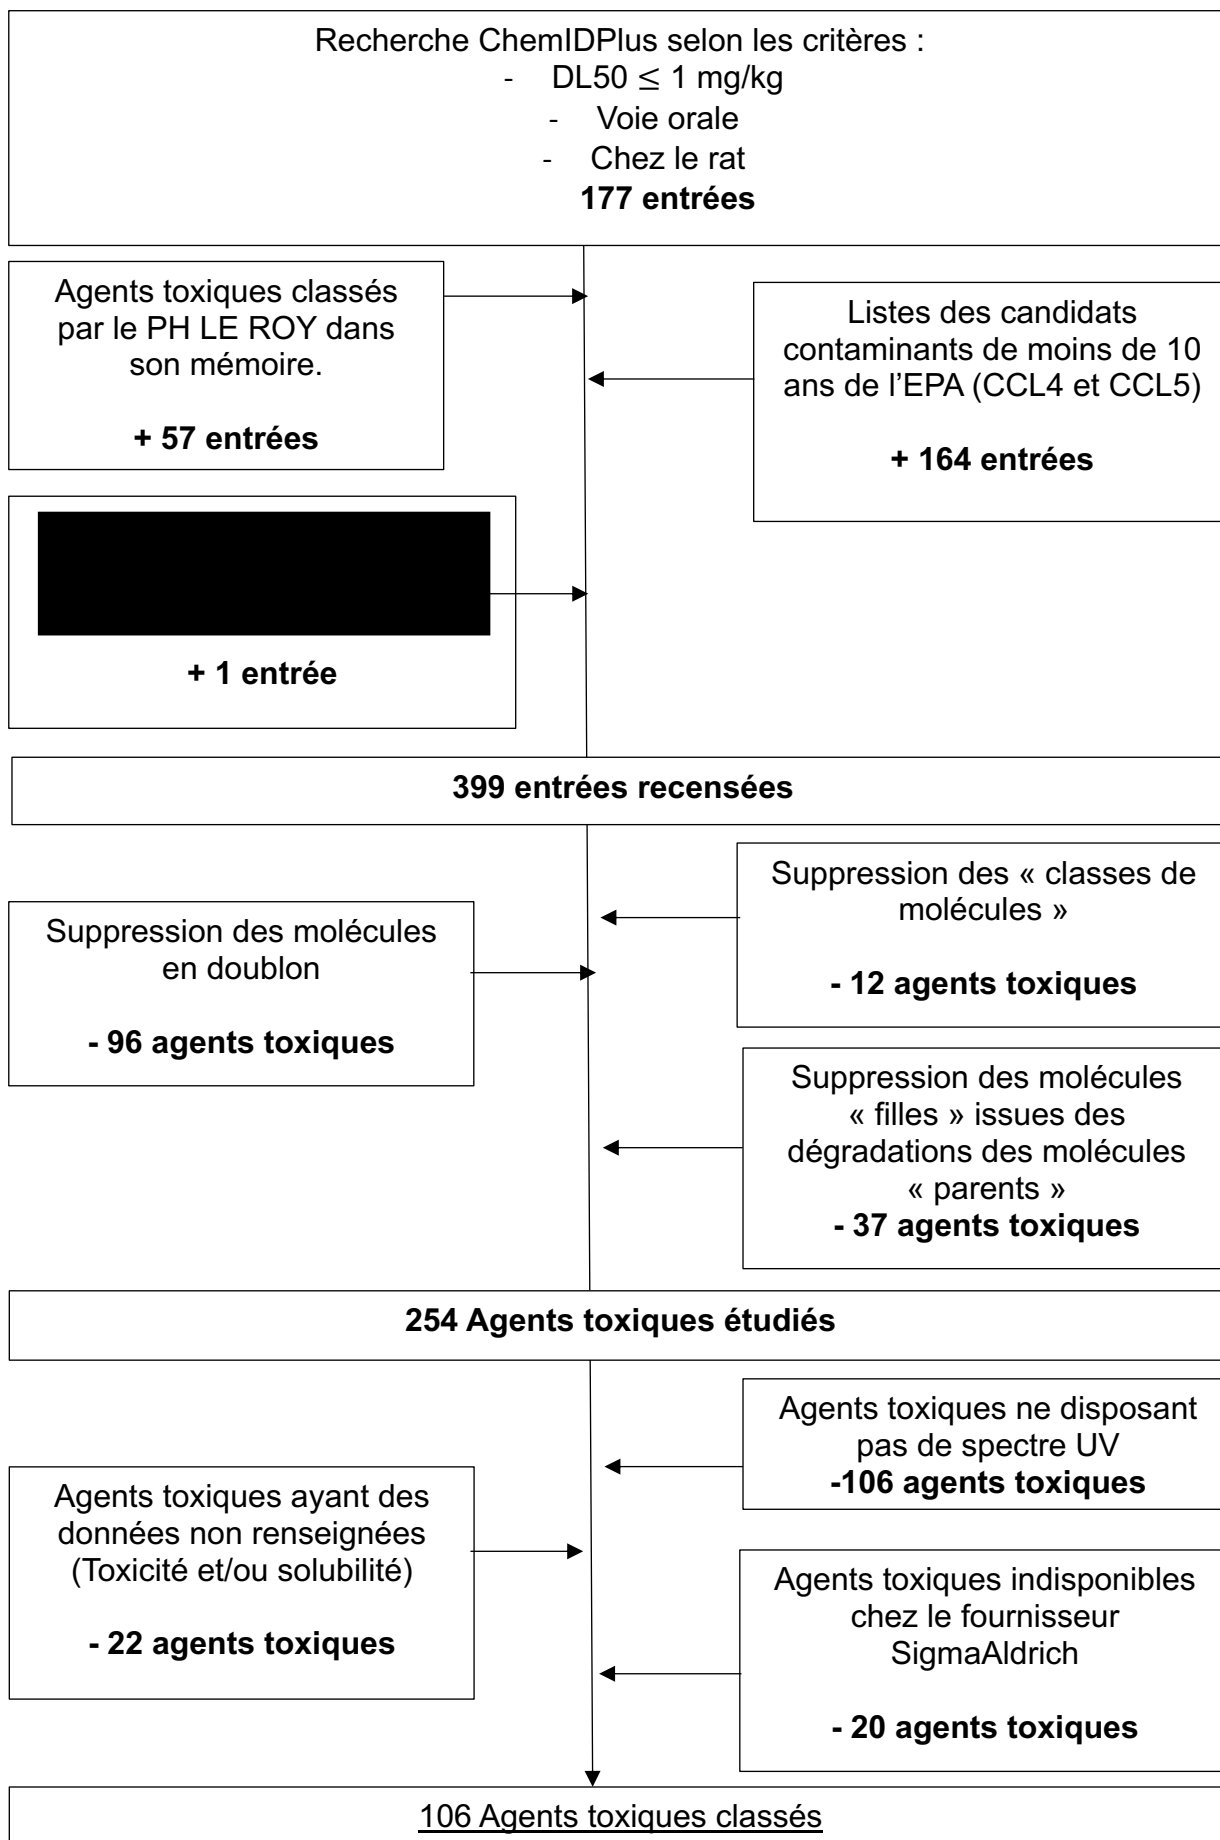 Recherche ChemIDPlus selon les critères :
- DL50 ≤ 1 mg/kg
- Voie orale
- Chez le rat
177 entrées
Agents toxiques classés
par le PH LE ROY dans
son mémoire.
+ 57 entrées
Listes des candidats
contaminants de moins de 10
ans de l’EPA (CCL4 et CCL5)
+ 164 entrées
+ 1 entrée
399 entrées recensées
Suppression des « classes de
molécules »
- 12 agents toxiques
Suppression des molécules
en doublon
- 96 agents toxiques
Suppression des molécules
« filles » issues des
dégradations des molécules
« parents »
- 37 agents toxiques
254 Agents toxiques étudiés
Agents toxiques ne disposant
pas de spectre UV
-106 agents toxiques
Agents toxiques ayant des
données non renseignées
(Toxicité et/ou solubilité)
- 22 agents toxiques
Agents toxiques indisponibles
chez le fournisseur
SigmaAldrich
- 20 agents toxiques
106 Agents toxiques classés